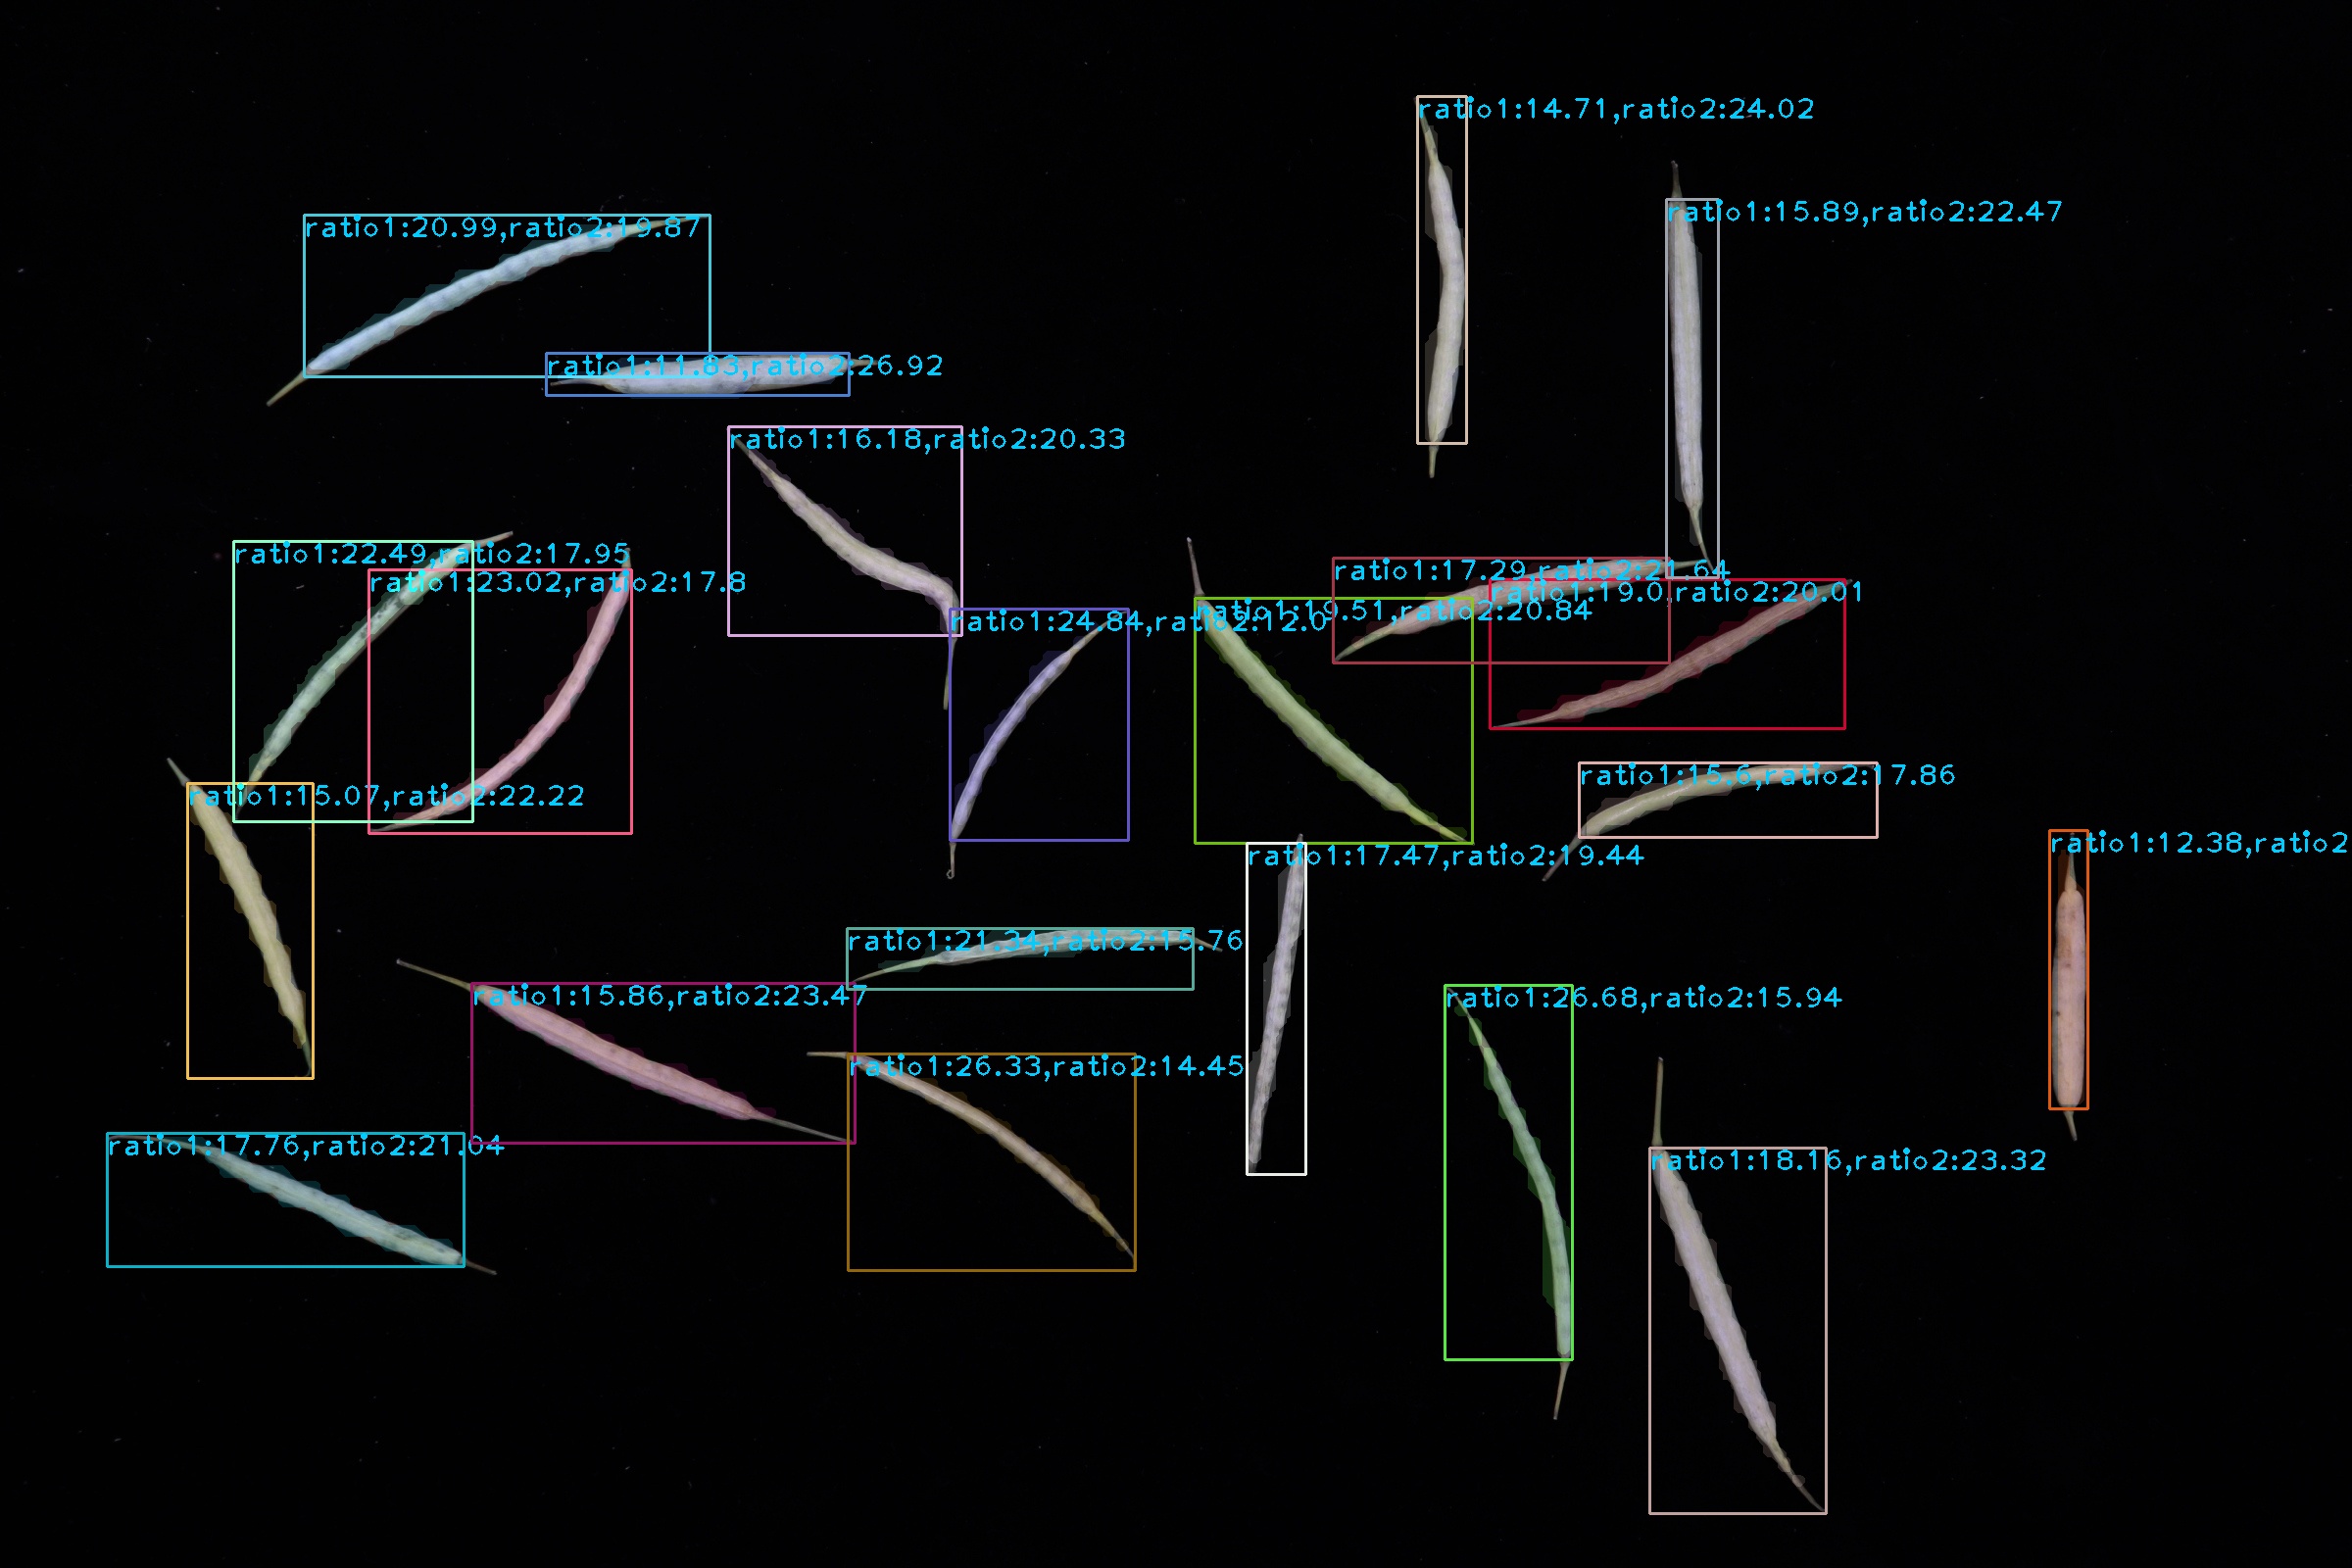 ratio1:14.71,ratio2:24.02
ratio1:15.89,ratio2:22.47
ratio1:20.99,ratio2:19.87
ratio1:11.83,ratio2:26.92
ratio1:16.18,ratio2:20.33
ratio1:22.49,ratio2:17.95
ratio1:23.02,ratio2:17.8
ratio1:17.29,ratio2:21.64
ratio1:19.0,ratio2:20.01
ratio1:19.51,ratio2:20.84
ratio1:24.84,ratio2:12.0
ratio1:15.6,ratio2:17.86
ratio1:15.07,ratio2:22.22
ratio1:12.38,ratio2
ratio1:17.47,ratio2:19.44
ratio1:21.34,ratio2:15.76
ratio1:15.86,ratio2:23.47
ratio1:26.68,ratio2:15.94
ratio1:26.33,ratio2:14.45
ratio1:17.76,ratio2:21.04
ratio1:18.16,ratio2:23.32